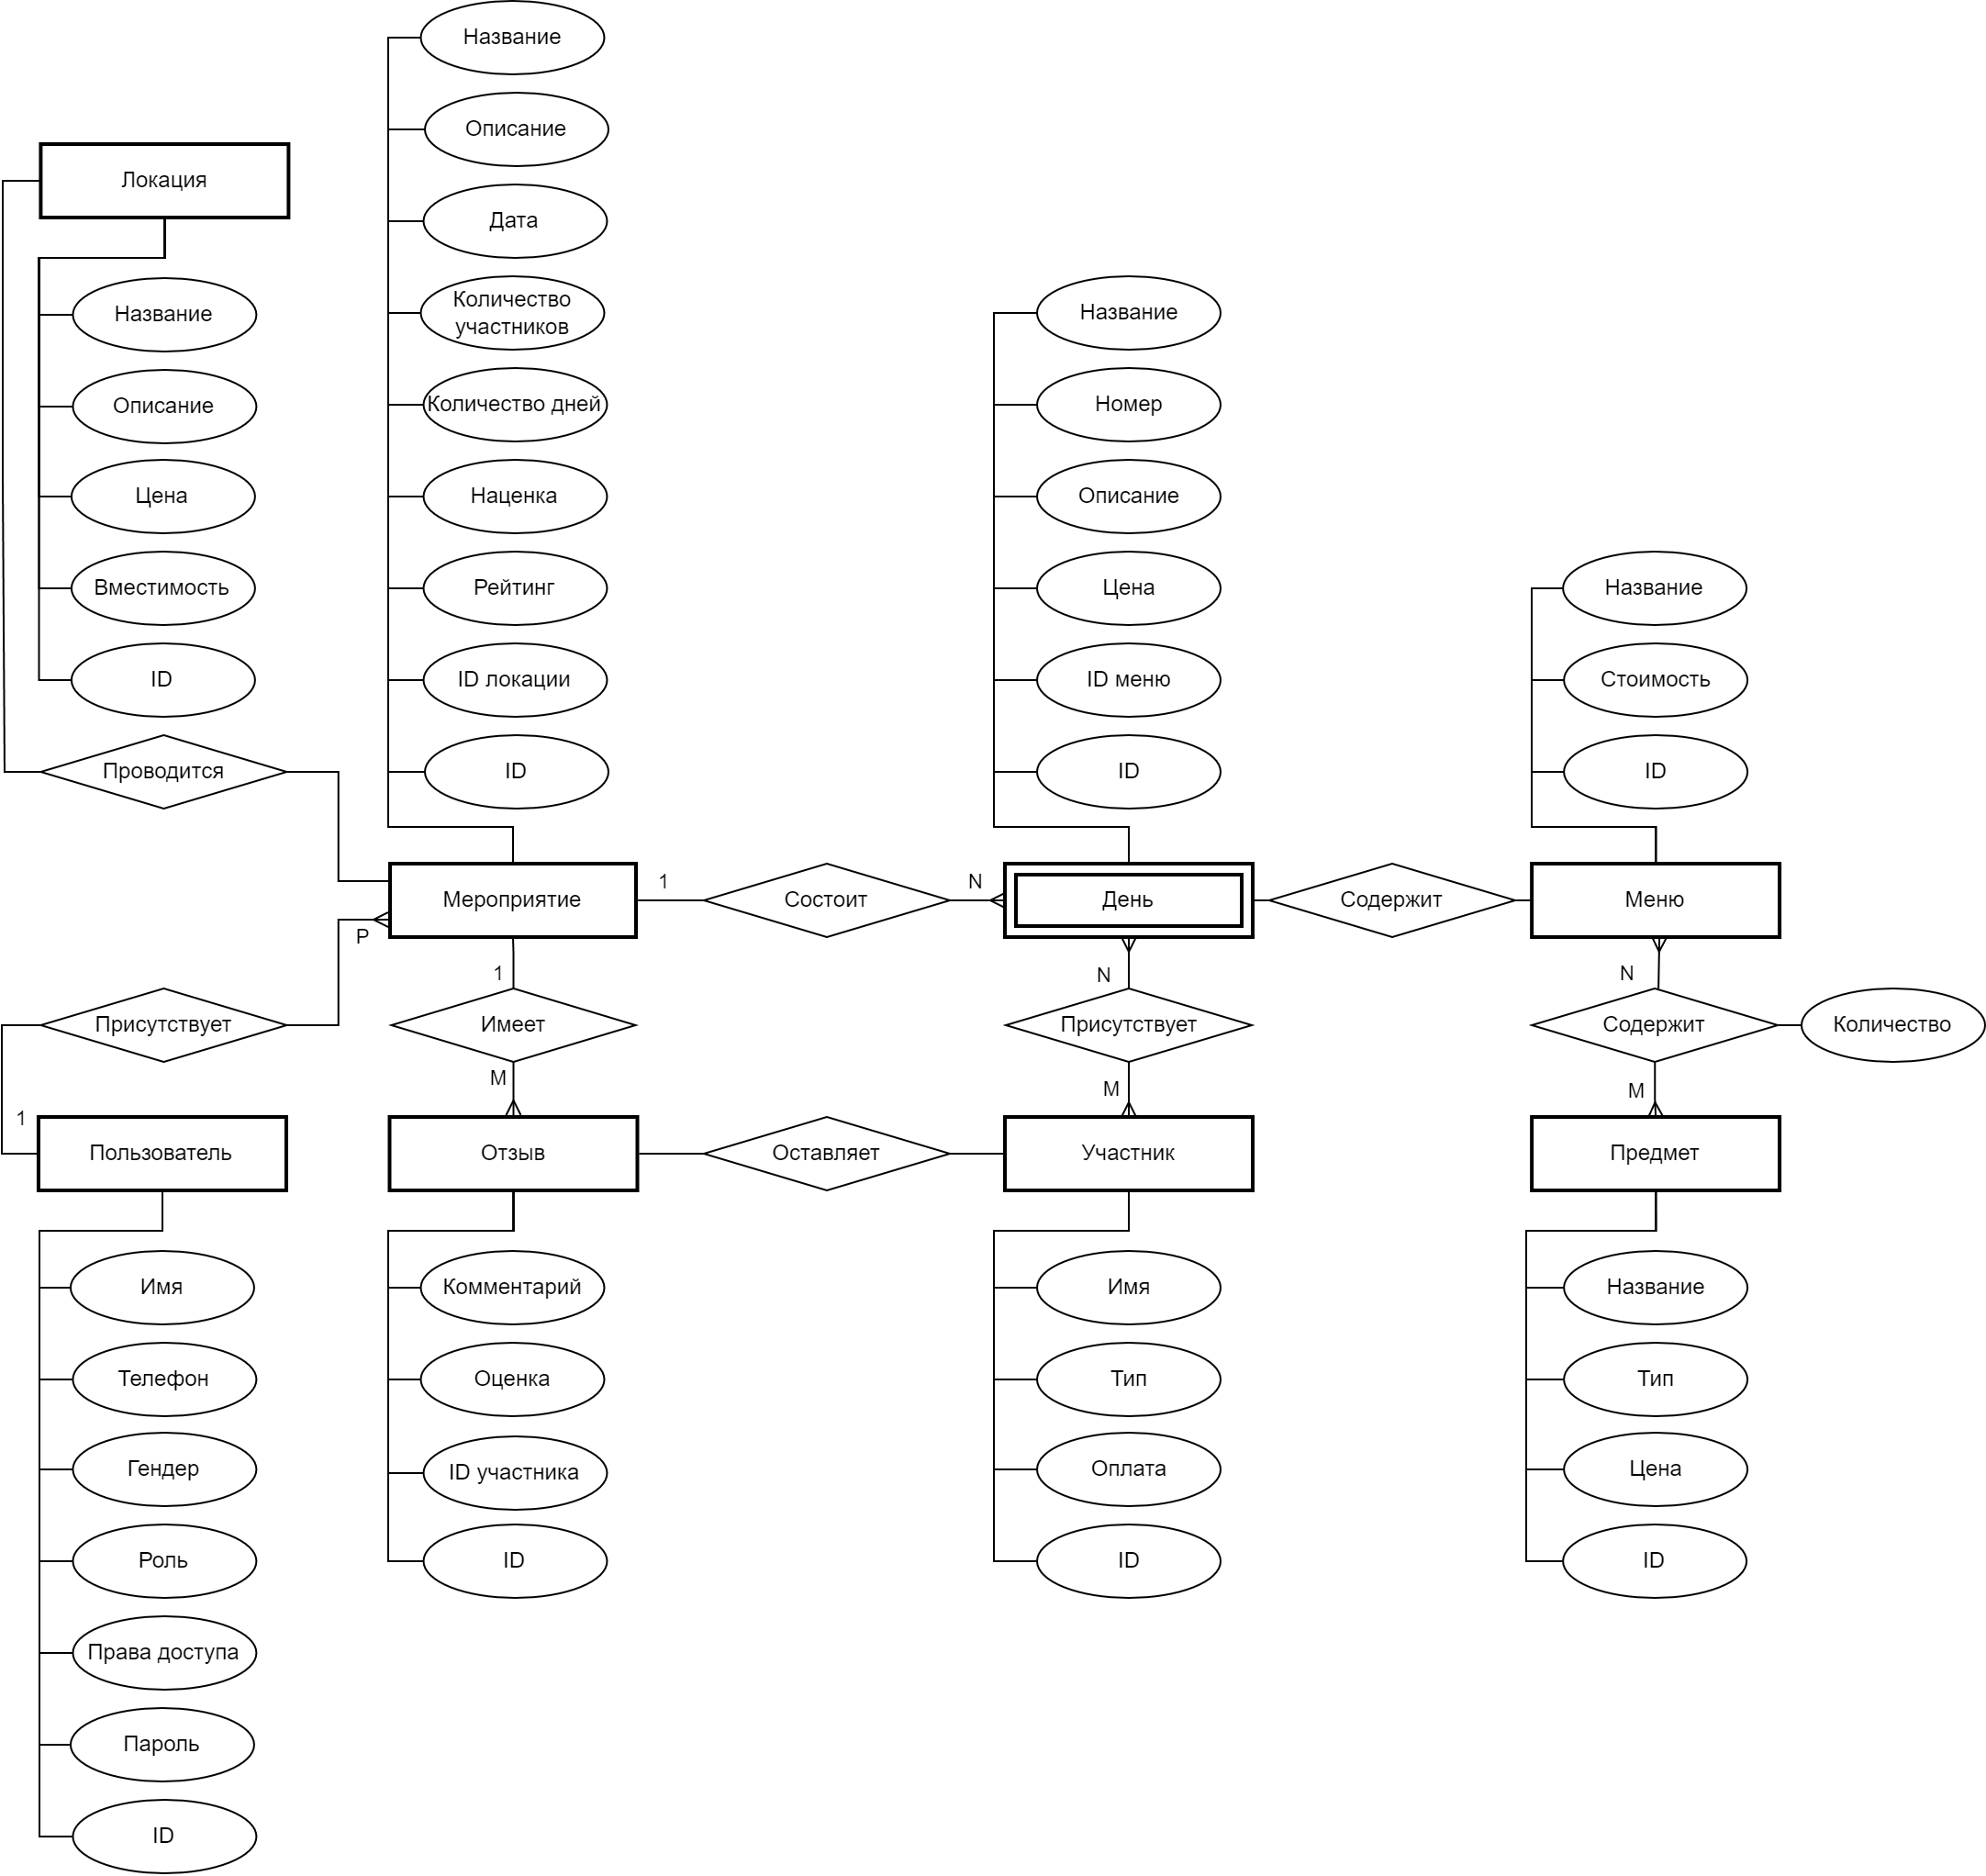 Название
Описание
Дата
Количество
участников
Количество дней
Наценка
Рейтинг
ID локации
ID
Локация
Название
Описание
Цена
Вместимость
ID
Проводится
Название
Номер
Описание
Цена
ID меню
ID
Название
Стоимость
ID
Мероприятие
1
Состоит
N
День
Содержит
Меню
P
Присутствует
1
Имеет
M
N
Присутствует
M
N
Содержит
Количество
M
1
Пользователь
Отзыв
Оставляет
Участник
Предмет
Имя
Телефон
Гендер
Роль
Права доступа
Пароль
ID
Комментарий
Оценка
ID участника
ID
Имя
Тип
Оплата
ID
Название
Тип
Цена
ID